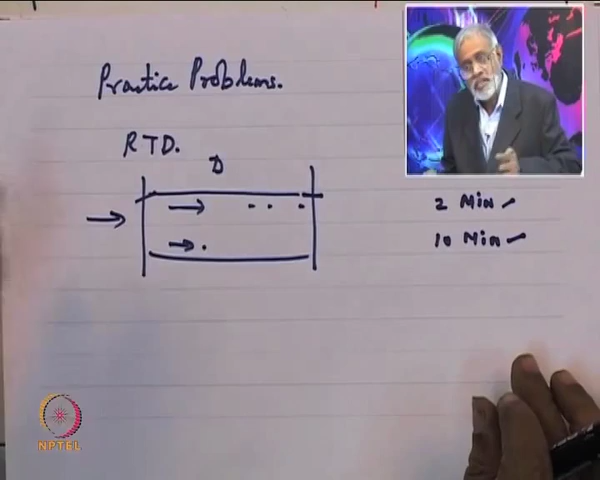 Practice Problems.
RTD.
D
2 Min
10 Min
NPTEL